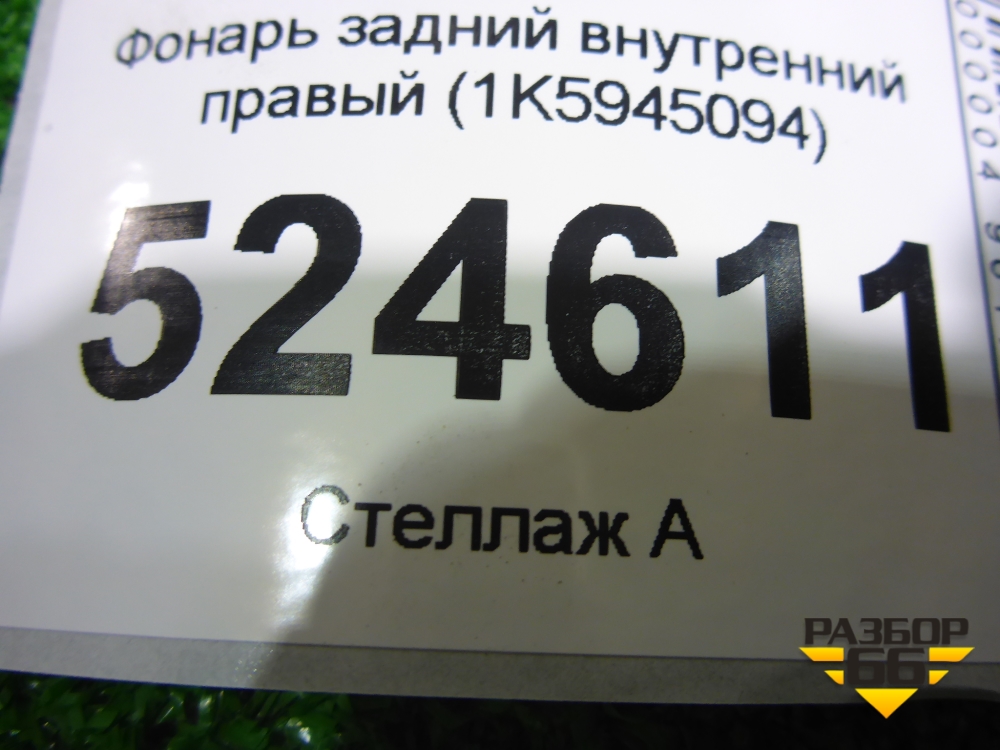 Фонарь задний внутренний
правый (1K5945094)
524611
Стеллаж А
РАЗБОР
66